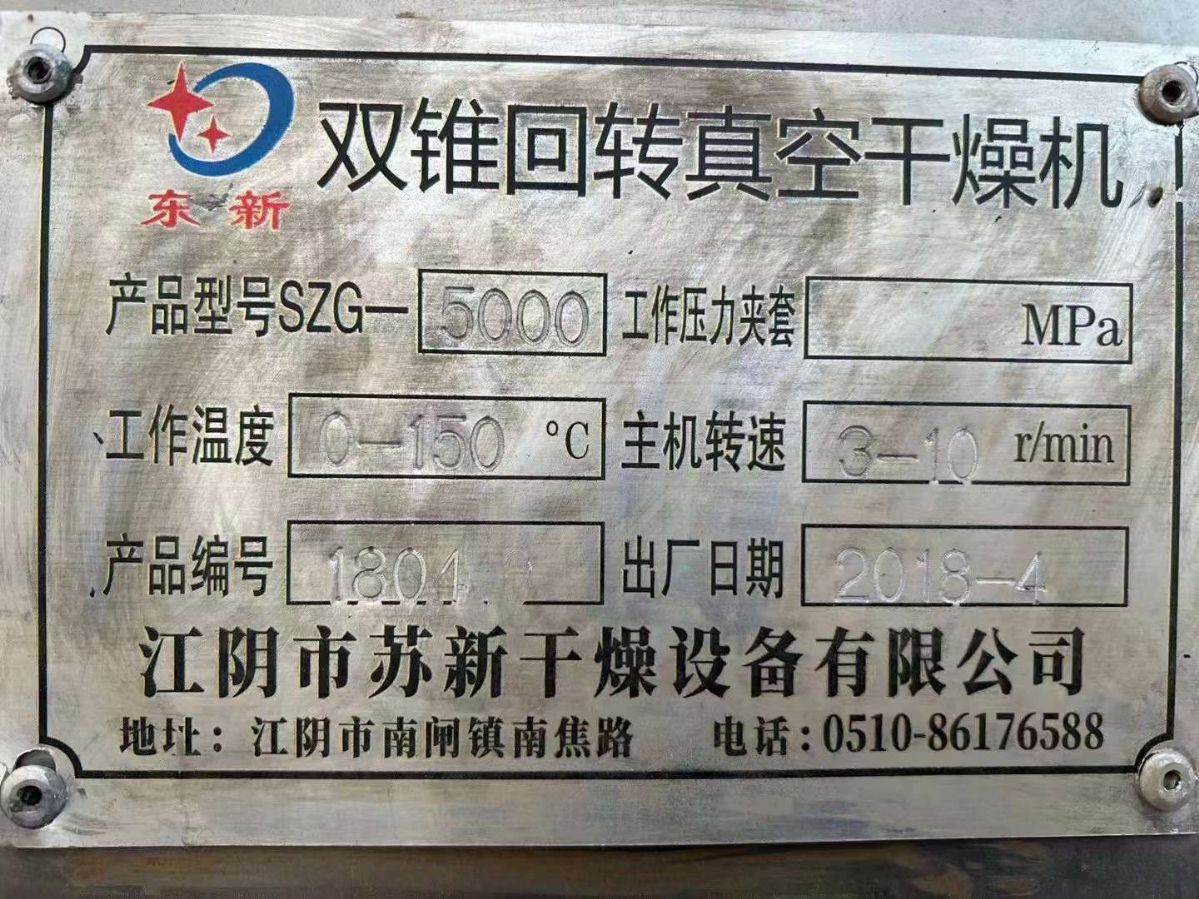 双锥回转真空干燥机
东新
产品型号SZG—5000 工作压力夹套 MPa
工作温度 0-150 °C 主机转速 3-10 r/min
产品编号 1804 出厂日期 2018-4
江阴市苏新干燥设备有限公司
地址：江阴市南闸镇南焦路 电话：0510-86176588